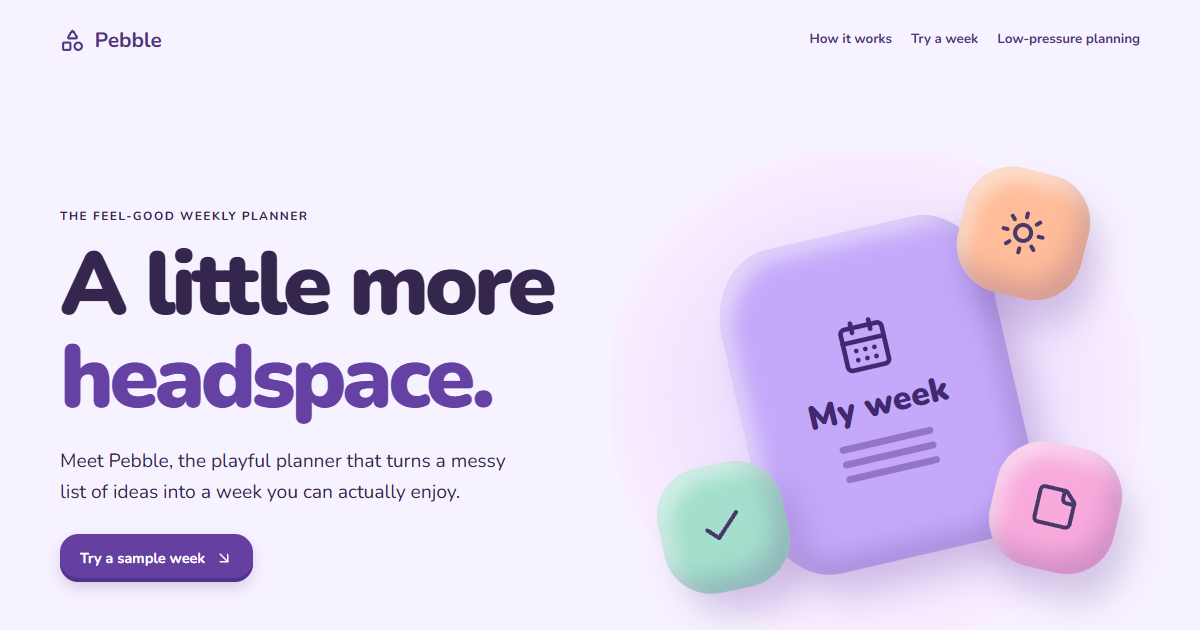 Pebble
How it works
Try a week
Low-pressure planning
THE FEEL-GOOD WEEKLY PLANNER
A little more
headspace.
Meet Pebble, the playful planner that turns a messy
list of ideas into a week you can actually enjoy.
Try a sample week
My week